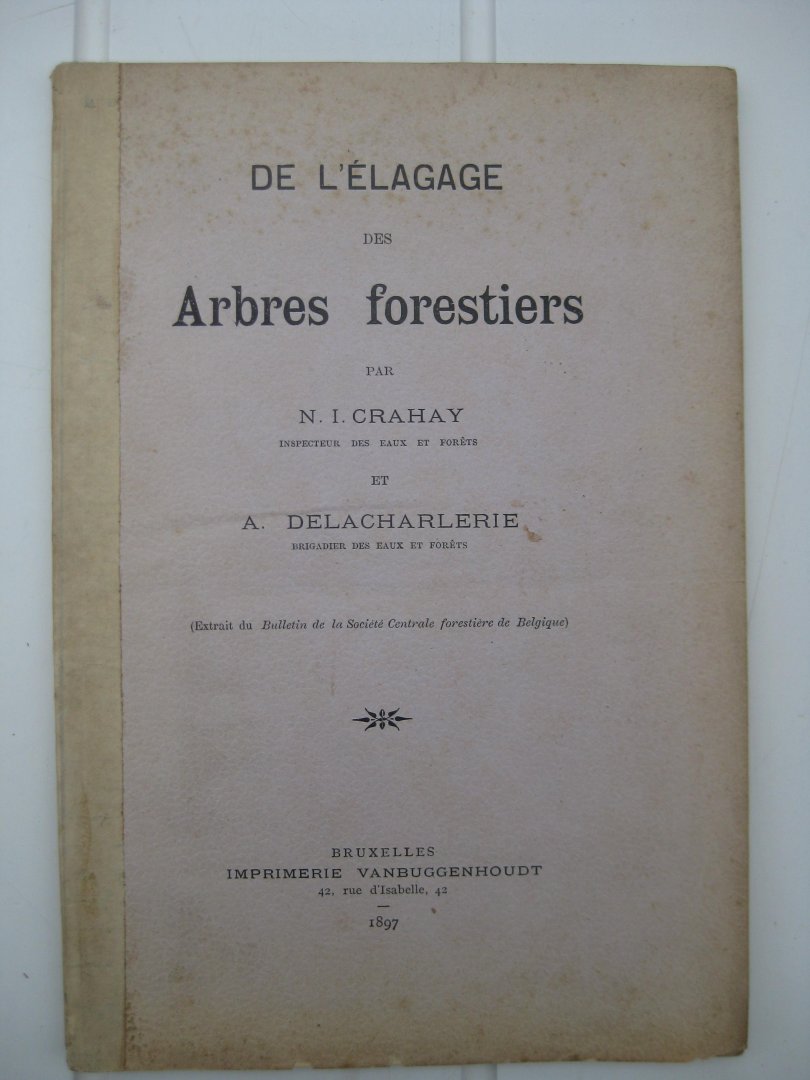 DE L'ÉLAGAGE
DES
Arbres forestiers
PAR
N. I. CRAHAY
INSPECTEUR DES EAUX ET FORÊTS
ET
A. DELACHARLERIE
BRIGADIER DES EAUX ET FORÊTS
(Extrait du Bulletin de la Société Centrale forestière de Belgique)
BRUXELLES
IMPRIMERIE VANBUGGENHOUDT
42, rue d'Isabelle, 42
1897